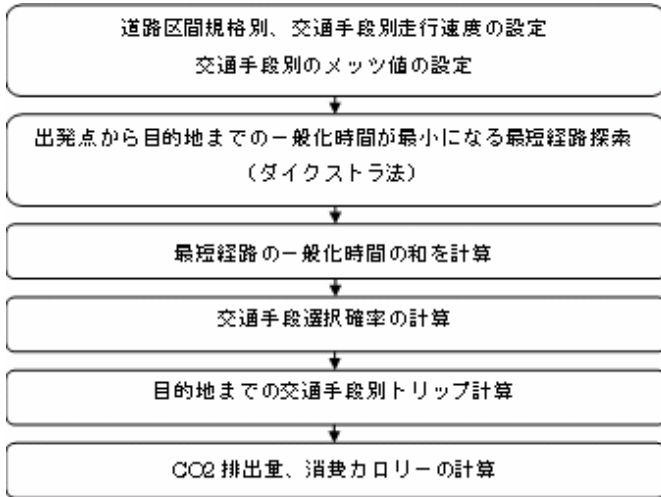 道路区間規格別、交通手段別走行速度の設定
交通手段別のメッツ値の設定
出発点から目的地までの一般化時間が最小になる最短経路探索
（ダイクストラ法）
最短経路の一般化時間の和を計算
交通手段選択確率の計算
目的地までの交通手段別トリップ計算
CO2 排出量、消費カロリーの計算